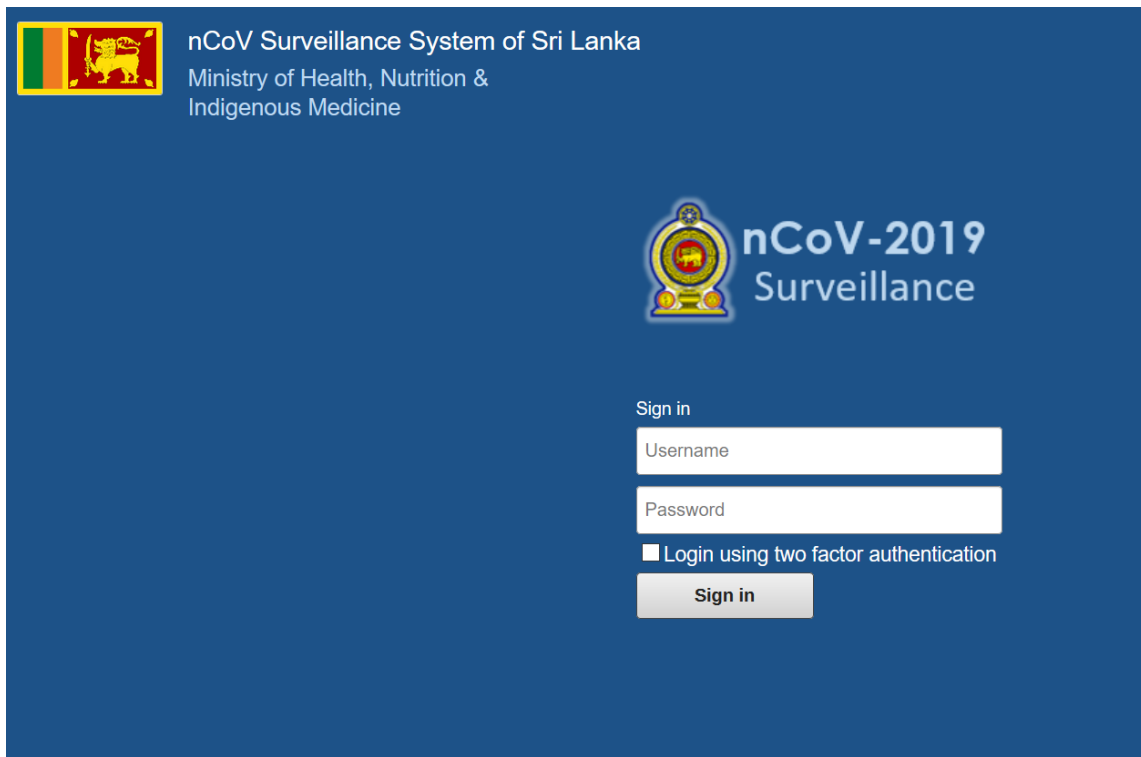 nCoV Surveillance System of Sri Lanka
Ministry of Health, Nutrition &
Indigenous Medicine
nCoV-2019
Surveillance
Sign in
Username
Password
Login using two factor authentication
Sign in